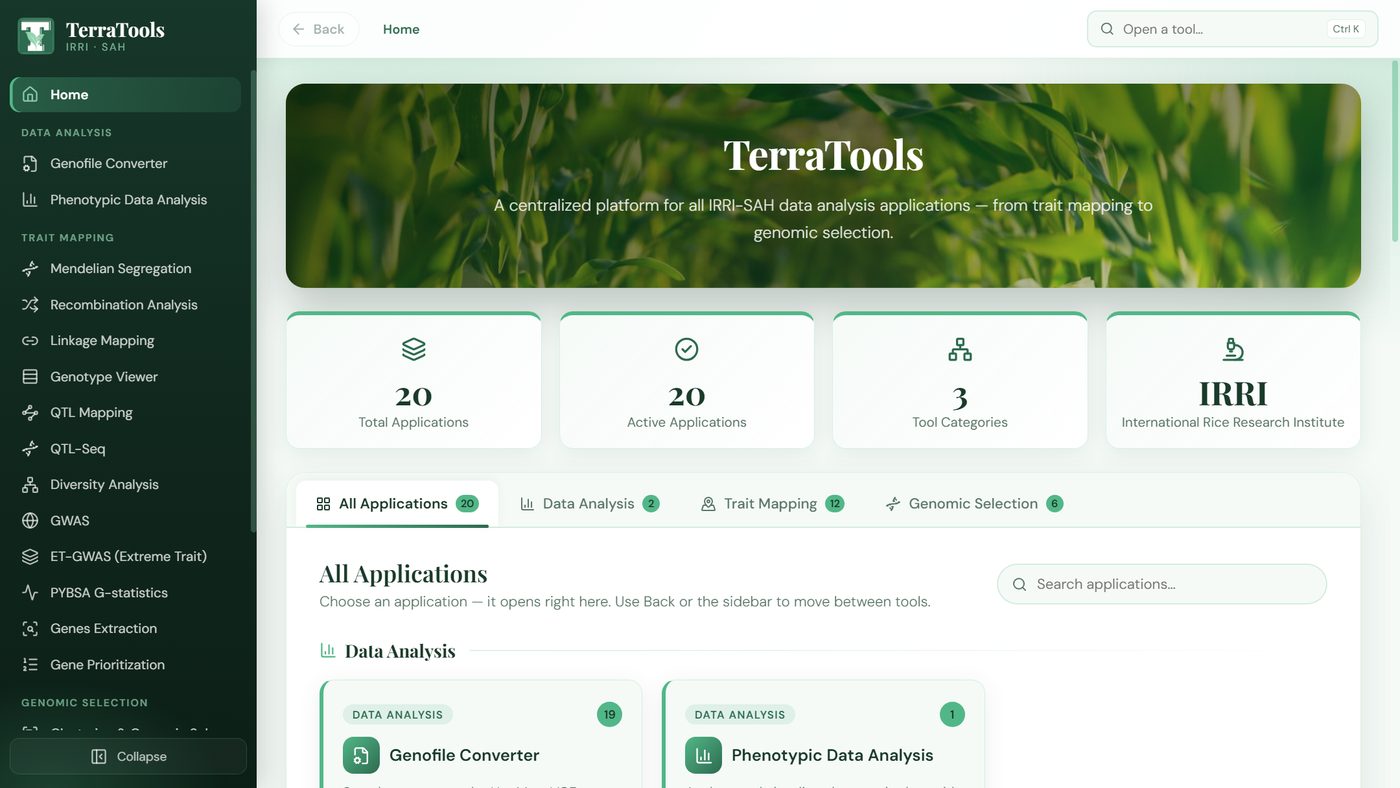 TerraTools
IRRI · SAH
Home
DATA ANALYSIS
Genofile Converter
Phenotypic Data Analysis
TRAIT MAPPING
Mendelian Segregation
Recombination Analysis
Linkage Mapping
Genotype Viewer
QTL Mapping
QTL-Seq
Diversity Analysis
GWAS
ET-GWAS (Extreme Trait)
PYBSA G-statistics
Genes Extraction
Gene Prioritization
GENOMIC SELECTION
Collapse
Back
Home
Open a tool...
Ctrl K
TerraTools
A centralized platform for all IRRI-SAH data analysis applications — from trait mapping to
genomic selection.
20
Total Applications
20
Active Applications
3
Tool Categories
IRRI
International Rice Research Institute
All Applications 20
Data Analysis 2
Trait Mapping 12
Genomic Selection 6
All Applications
Choose an application — it opens right here. Use Back or the sidebar to move between tools.
Search applications...
Data Analysis
DATA ANALYSIS
19
Genofile Converter
DATA ANALYSIS
1
Phenotypic Data Analysis